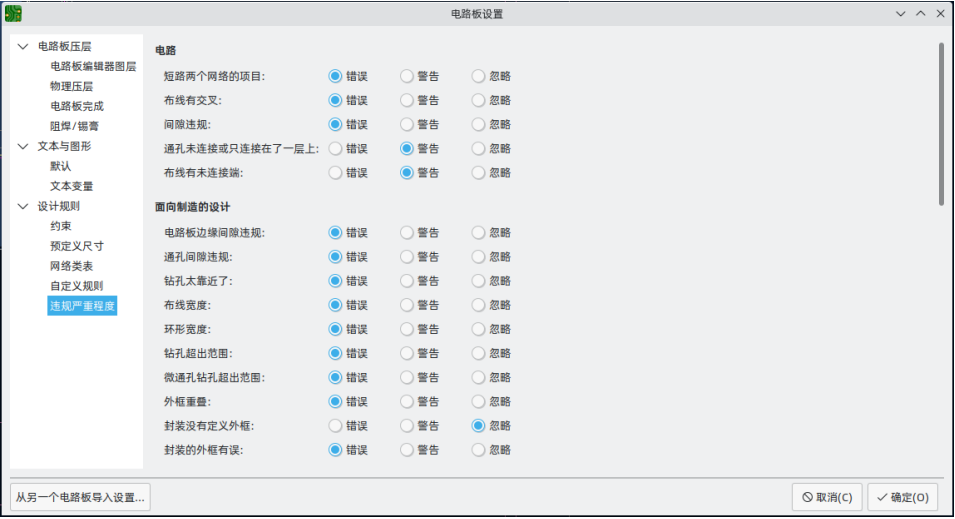 电路板设置
电路板压层
电路板编辑器图层
物理压层
电路板完成
阻焊/锡膏
文本与图形
默认
文本变量
设计规则
约束
预定义尺寸
网络类表
自定义规则
违规严重程度
电路
短路两个网络的项目: 错误 警告 忽略
布线有交叉: 错误 警告 忽略
间隙违规: 错误 警告 忽略
通孔未连接或只连接在了一层上: 错误 警告 忽略
布线有未连接端: 错误 警告 忽略
面向制造的设计
电路板边缘间隙违规: 错误 警告 忽略
通孔间隙违规: 错误 警告 忽略
钻孔太靠近了: 错误 警告 忽略
布线宽度: 错误 警告 忽略
环形宽度: 错误 警告 忽略
钻孔超出范围: 错误 警告 忽略
微通孔钻孔超出范围: 错误 警告 忽略
外框重叠: 错误 警告 忽略
封装没有定义外框: 错误 警告 忽略
封装的外框有误: 错误 警告 忽略
从另一个电路板导入设置... 取消(C) 确定(O)